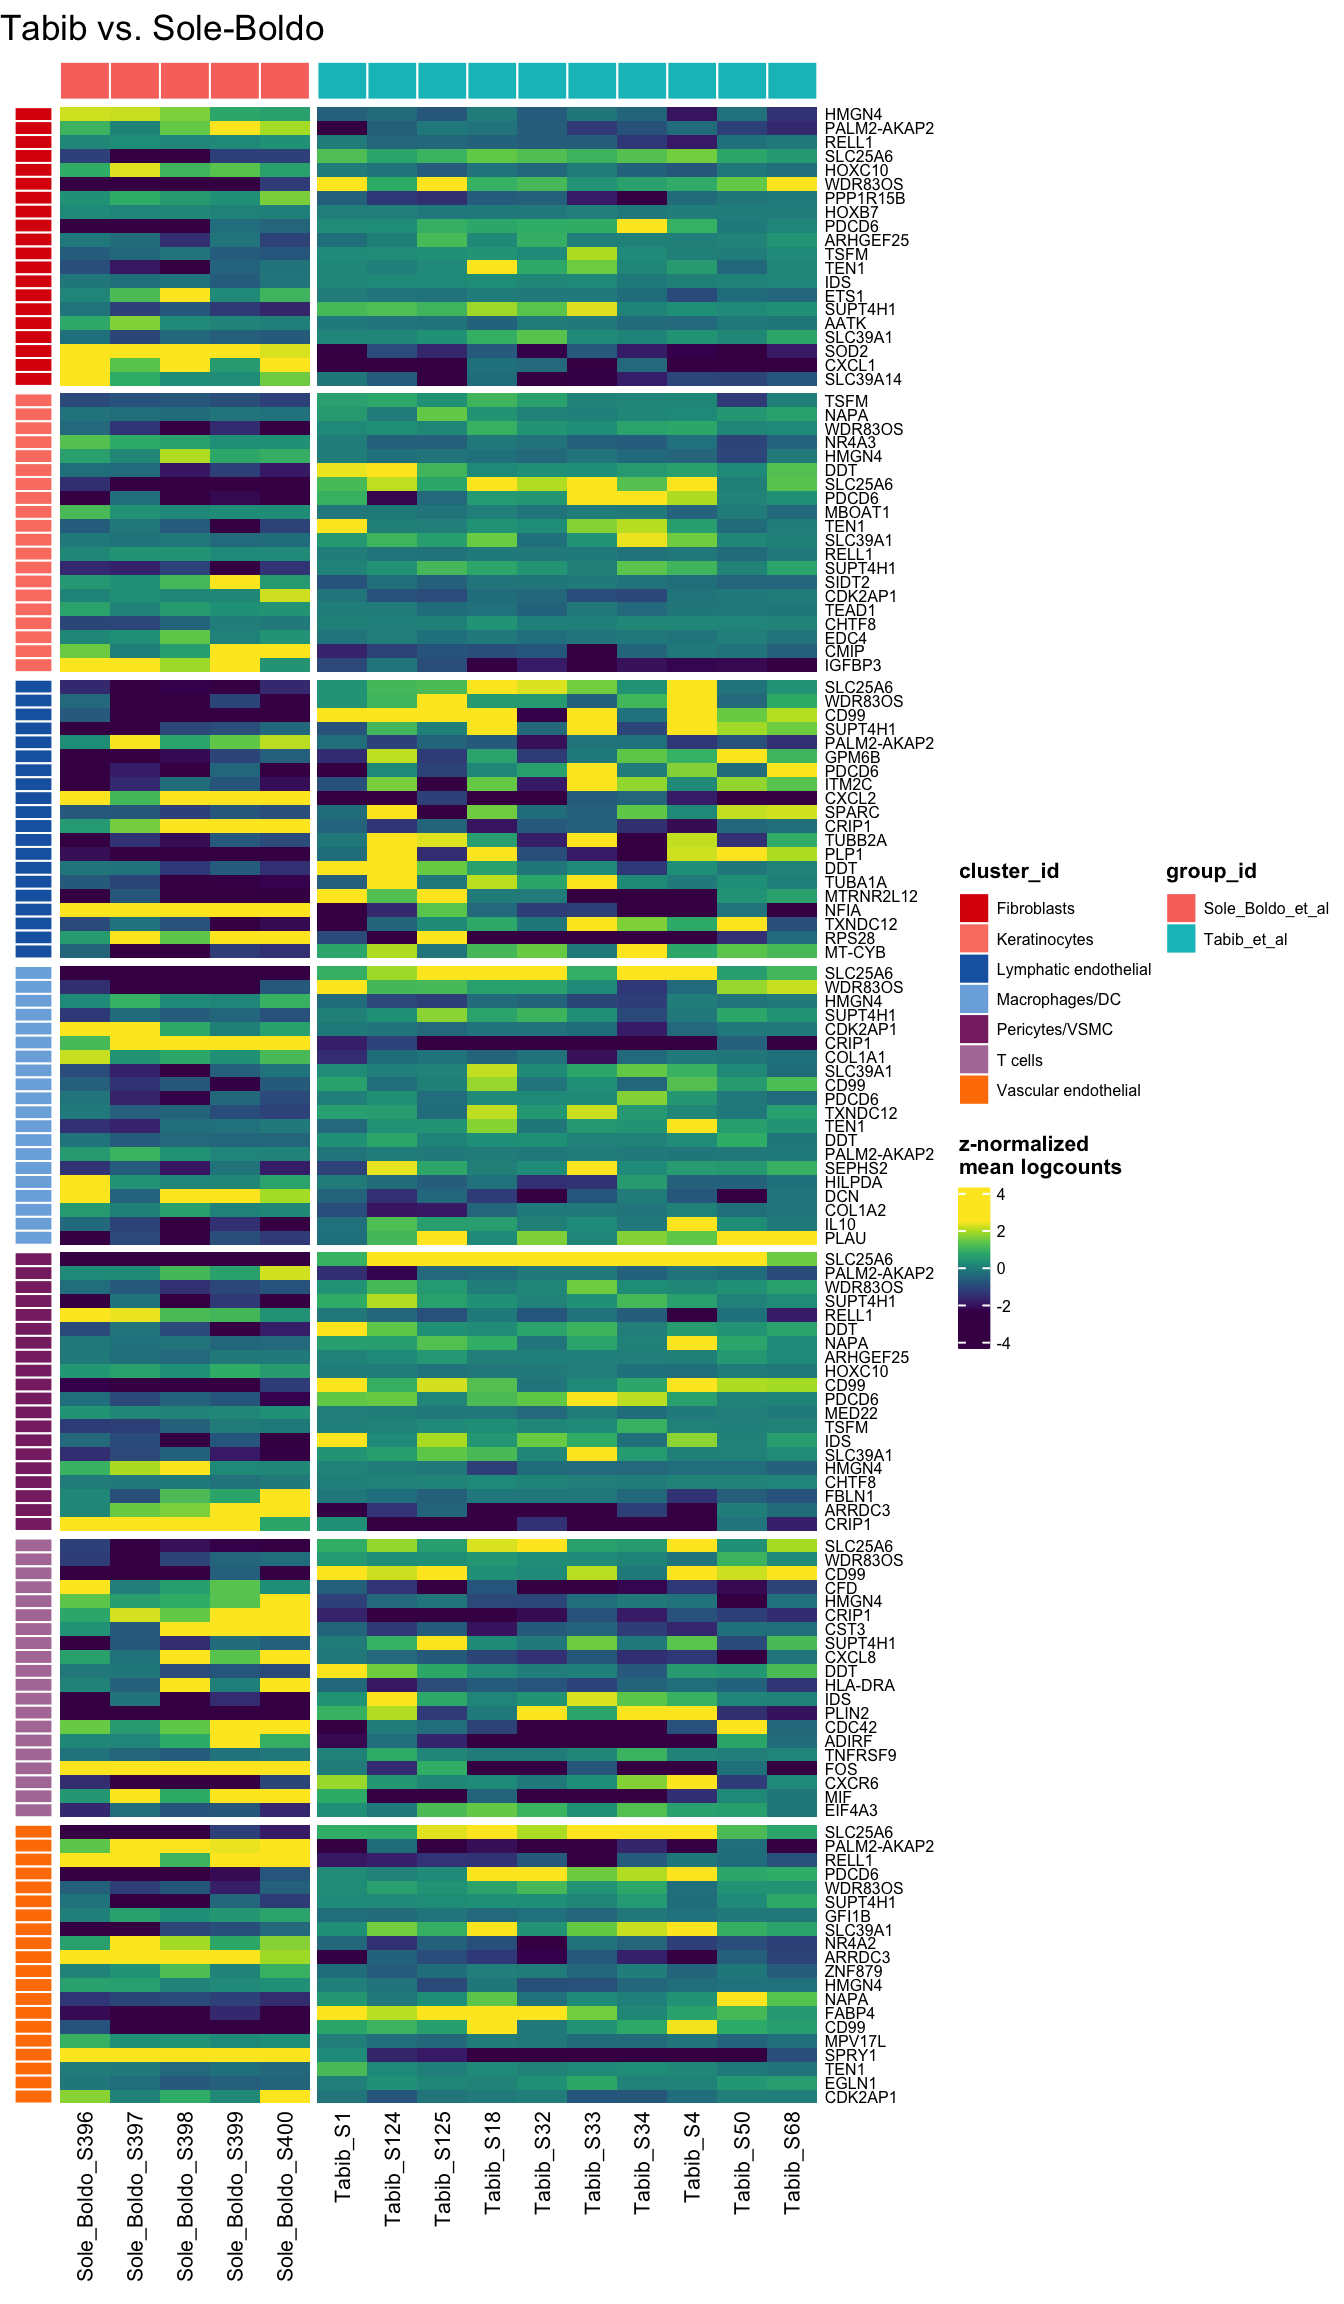 Tabib vs. Sole-Boldo
HMGN4
PALM2-AKAP2
RELL1
SLC25A6
HOXC10
WDR83OS
PPP1R15B
HOXB7
PDCD6
ARHGEF25
TSFM
TEN1
IDS
ETS1
SUPT4H1
AATK
SLC39A1
SOD2
CXCL1
SLC39A14
TSFM
NAPA
WDR83OS
NR4A3
HMGN4
DDT
SLC25A6
PDCD6
MBOAT1
TEN1
SLC39A1
RELL1
SUPT4H1
SIDT2
CDK2AP1
TEAD1
CHTF8
EDC4
CMIP
IGFBP3
SLC25A6
WDR83OS
CD99
SUPT4H1
PALM2-AKAP2
GPM6B
PDCD6
ITM2C
CXCL2
SPARC
CRIP1
TUBB2A
PLP1
DDT
TUBA1A
MTRNR2L12
NFIA
TXNDC12
RPS28
MT-CYB
SLC25A6
WDR83OS
HMGN4
SUPT4H1
CDK2AP1
CRIP1
COL1A1
SLC39A1
CD99
PDCD6
TXNDC12
TEN1
DDT
PALM2-AKAP2
SEPHS2
HILPDA
DCN
COL1A2
IL10
PLAU
SLC25A6
PALM2-AKAP2
WDR83OS
SUPT4H1
RELL1
DDT
NAPA
ARHGEF25
HOXC10
CD99
PDCD6
MED22
TSFM
IDS
SLC39A1
HMGN4
CHTF8
FBLN1
ARRDC3
CRIP1
SLC25A6
WDR83OS
CD99
CFD
HMGN4
CRIP1
CST3
SUPT4H1
CXCL8
DDT
HLA-DRA
IDS
PLIN2
CDC42
ADIRF
TNFRSF9
FOS
CXCR6
MIF
EIF4A3
SLC25A6
PALM2-AKAP2
RELL1
PDCD6
WDR83OS
SUPT4H1
GFI1B
SLC39A1
NR4A2
ARRDC3
ZNF879
HMGN4
NAPA
FABP4
CD99
MPV17L
SPRY1
TEN1
EGLN1
CDK2AP1
Sole_Boldo_S396
Sole_Boldo_S397
Sole_Boldo_S398
Sole_Boldo_S399
Sole_Boldo_S400
Tabib_S1
Tabib_S124
Tabib_S125
Tabib_S18
Tabib_S32
Tabib_S33
Tabib_S34
Tabib_S4
Tabib_S50
Tabib_S68
cluster_id
Fibroblasts
Keratinocytes
Lymphatic endothelial
Macrophages/DC
Pericytes/VSMC
T cells
Vascular endothelial
group_id
Sole_Boldo_et_al
Tabib_et_al
z-normalized
mean logcounts
4
2
0
-2
-4